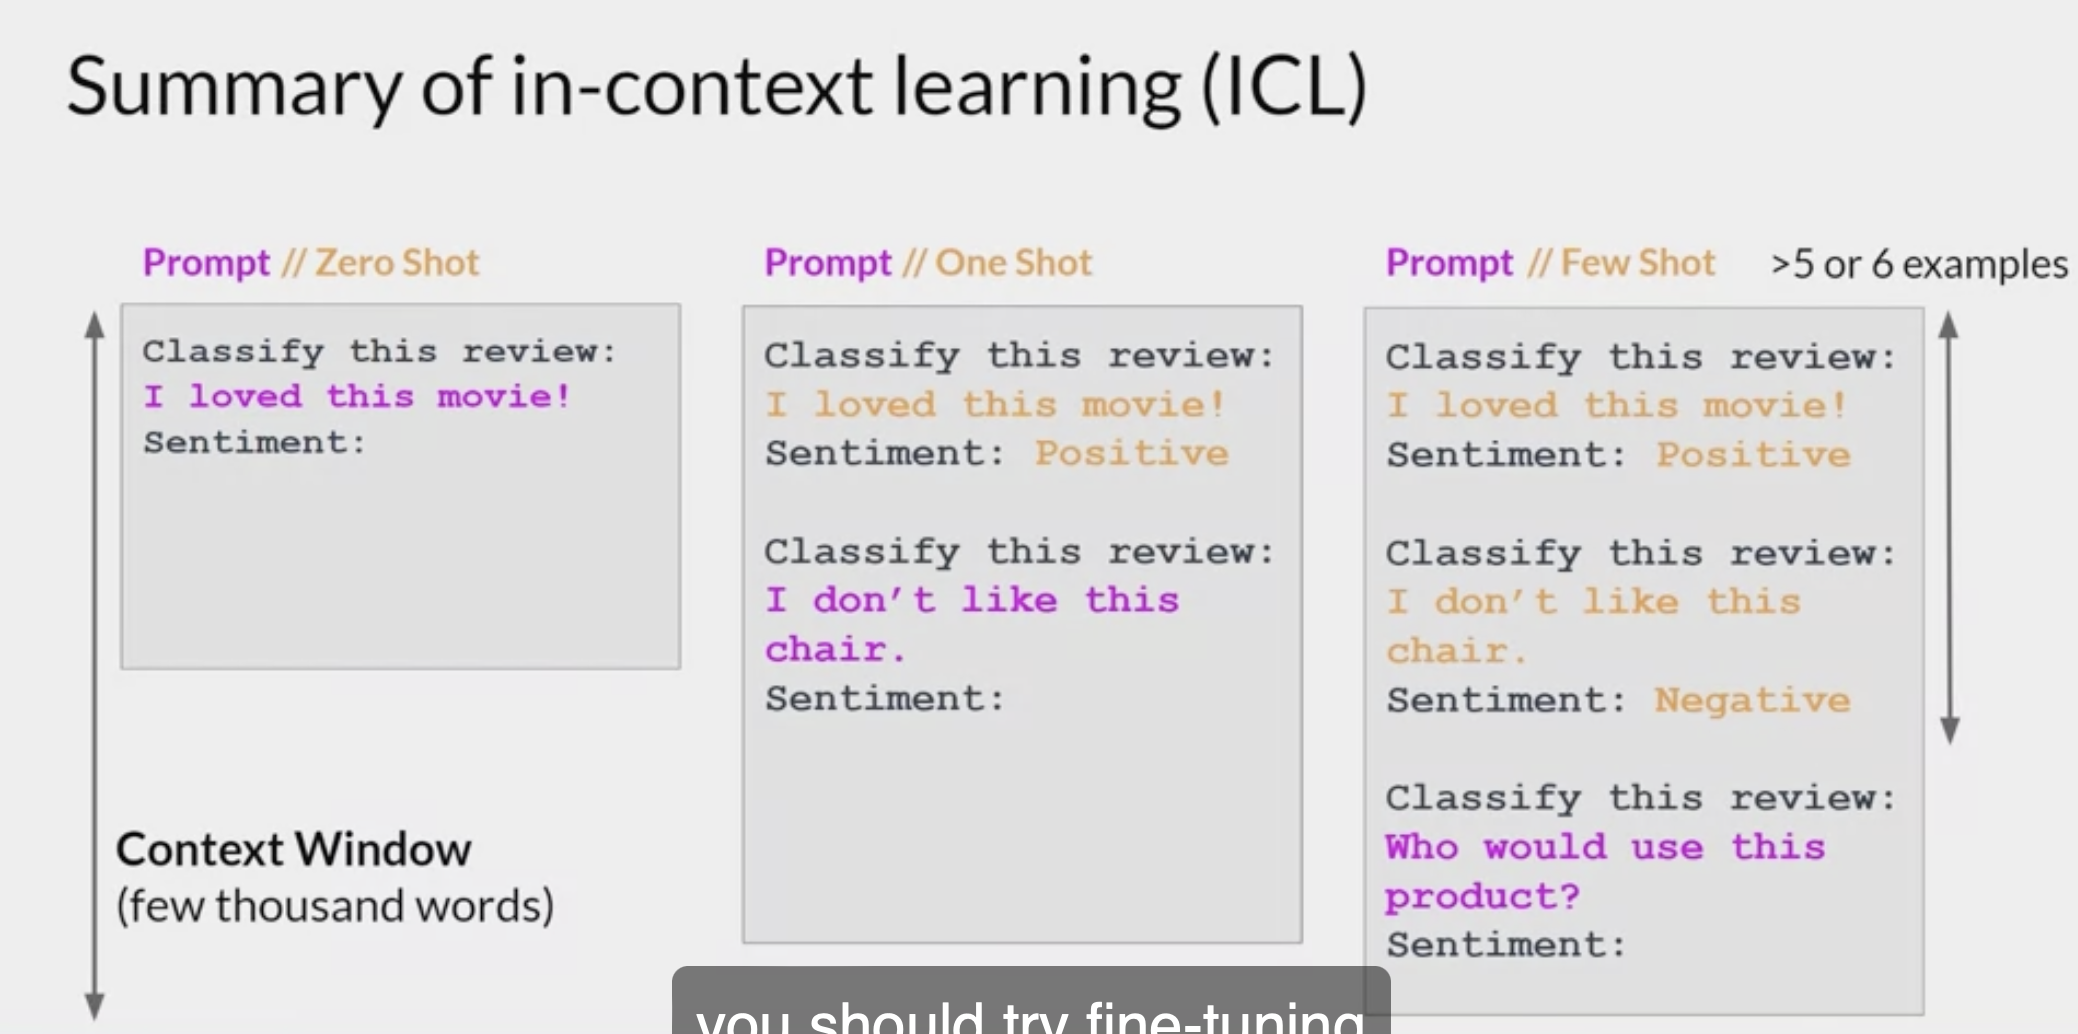 Summary of in-context learning (ICL)
Prompt // Zero Shot
Classify this review:
I loved this movie!
Sentiment:
Context Window
(few thousand words)
Prompt // One Shot
Classify this review:
I loved this movie!
Sentiment: Positive
Classify this review:
I don't like this
chair.
Sentiment:
Prompt // Few Shot >5 or 6 examples
Classify this review:
I loved this movie!
Sentiment: Positive
Classify this review:
I don't like this
chair.
Sentiment: Negative
Classify this review:
Who would use this
product?
Sentiment:
you should try fine-tuning